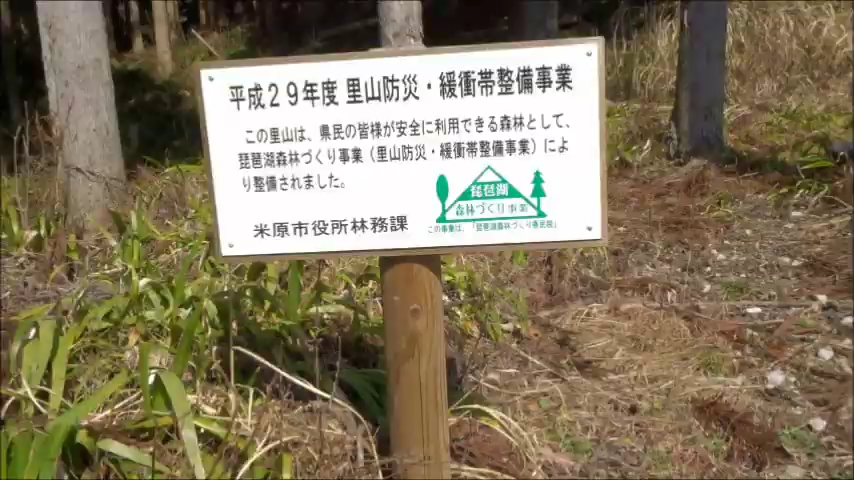 平成29年度 里山防災・緩衝帯整備事業
この里山は、県民の皆様が安全に利用できる森林として、
琵琶湖森林づくり事業（里山防災・緩衝帯整備事業）によ
り整備されました。
米原市役所林務課
琵琶湖
森林づくり事業
この事業は、「琵琶湖森林づくり県民税」